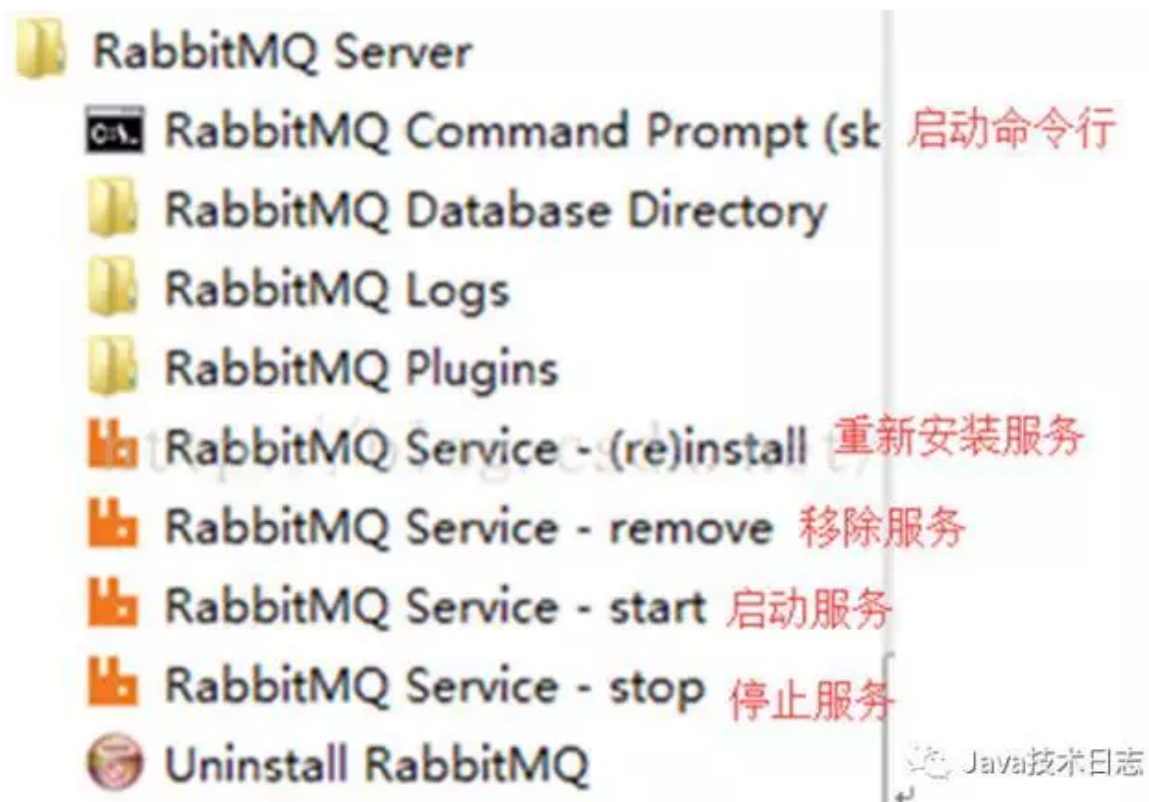 RabbitMQ Server
RabbitMQ Command Prompt (sb 启动命令行
RabbitMQ Database Directory
RabbitMQ Logs
RabbitMQ Plugins
RabbitMQ Service - (re)install 重新安装服务
RabbitMQ Service - remove 移除服务
RabbitMQ Service - start 启动服务
RabbitMQ Service - stop 停止服务
Uninstall RabbitMQ
Java技术日志